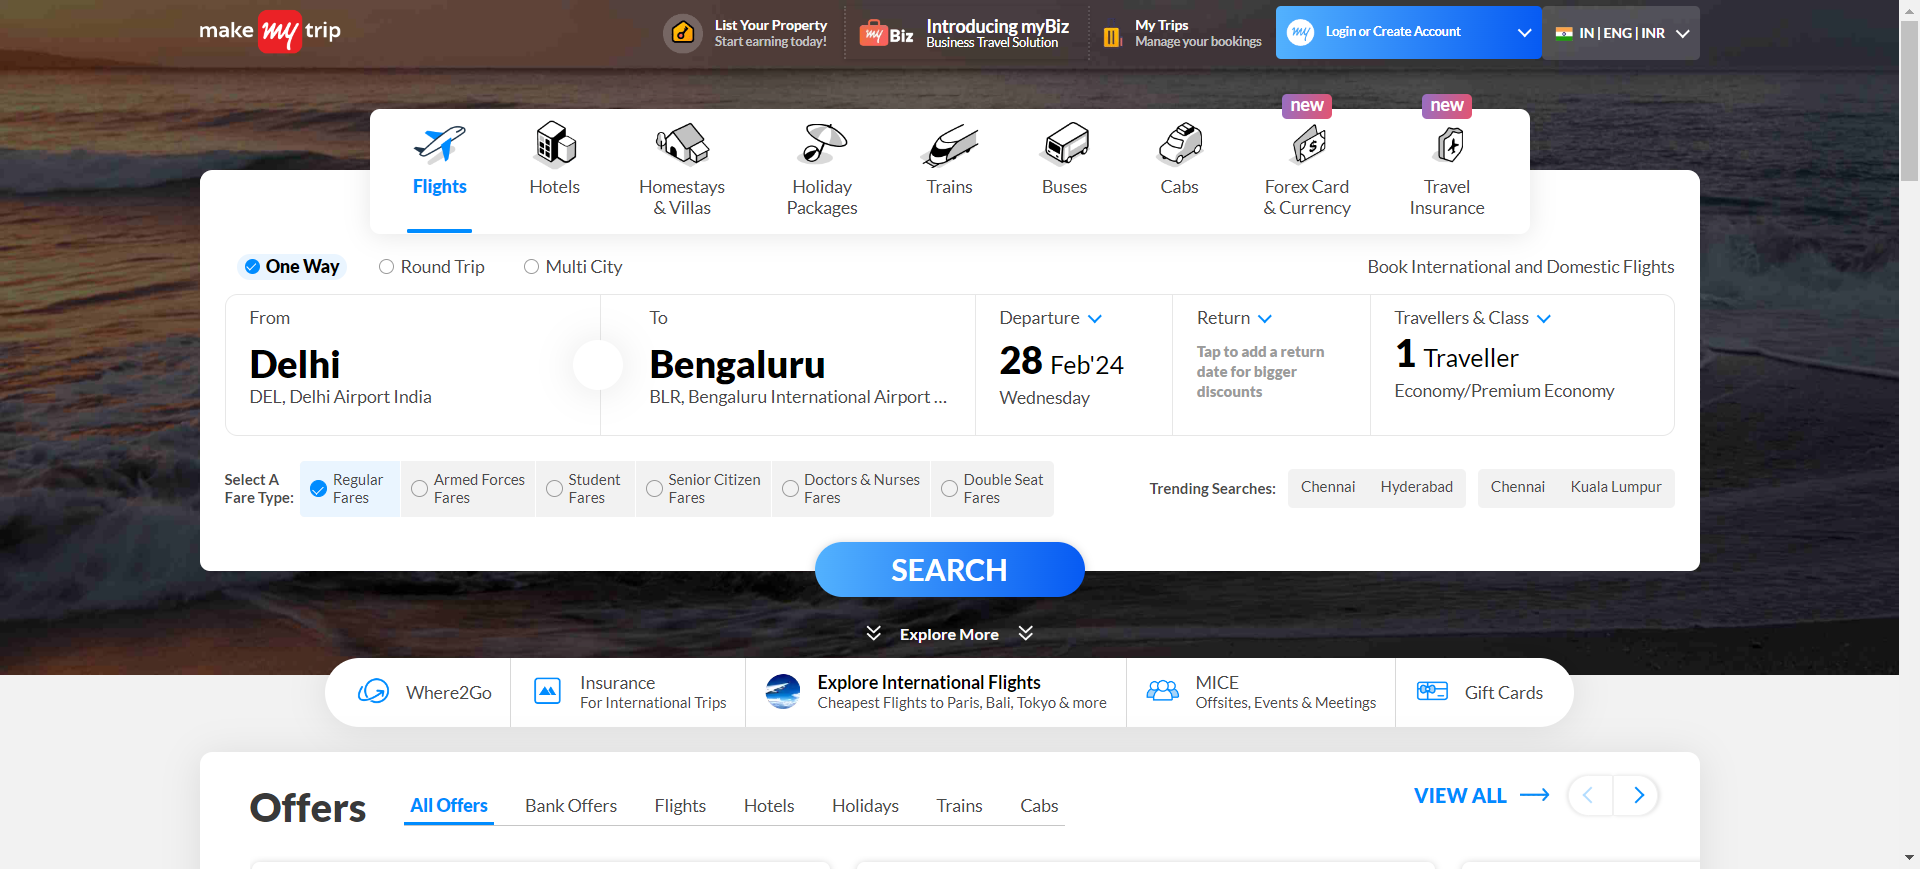 make my trip
List Your Property
Start earning today!
my Biz
Introducing myBiz
Business Travel Solution
My Trips
Manage your bookings
my
Login or Create Account
IN | ENG | INR
new
new
Flights
Hotels
Homestays
& Villas
Holiday
Packages
Trains
Buses
Cabs
Forex Card
& Currency
Travel
Insurance
One Way
Round Trip
Multi City
Book International and Domestic Flights
From
Delhi
DEL, Delhi Airport India
To
Bengaluru
BLR, Bengaluru International Airport ...
Departure
28 Feb'24
Wednesday
Return
Tap to add a return
date for bigger
discounts
Travellers & Class
1 Traveller
Economy/Premium Economy
Select A
Fare Type:
Regular
Fares
Armed Forces
Fares
Student
Fares
Senior Citizen
Fares
Doctors & Nurses
Fares
Double Seat
Fares
Trending Searches:
Chennai Hyderabad
Chennai Kuala Lumpur
SEARCH
Explore More
Where2Go
Insurance
For International Trips
Explore International Flights
Cheapest Flights to Paris, Bali, Tokyo & more
MICE
Offsites, Events & Meetings
Gift Cards
Offers
All Offers
Bank Offers
Flights
Hotels
Holidays
Trains
Cabs
VIEW ALL